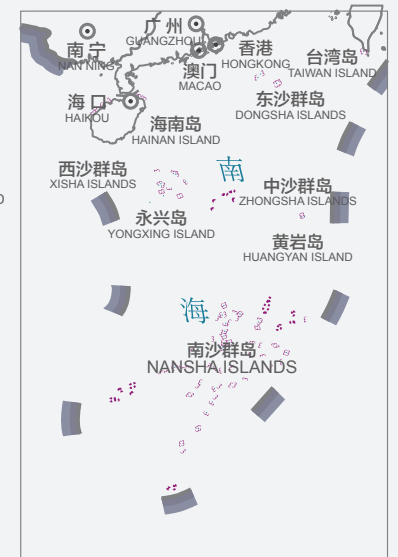 广 州
GUANGZHOU
南 宁
NAN NING
香港
HONGKONG
台湾岛
TAIWAN ISLAND
澳门
MACAO
海 口
HAIKOU
东沙群岛
DONGSHA ISLANDS
海南岛
HAINAN ISLAND
西沙群岛
XISHA ISLANDS
南
中沙群岛
ZHONGSHA ISLANDS
永兴岛
YONGXING ISLAND
黄岩岛
HUANGYAN ISLAND
海
南沙群岛
NANSHA ISLANDS